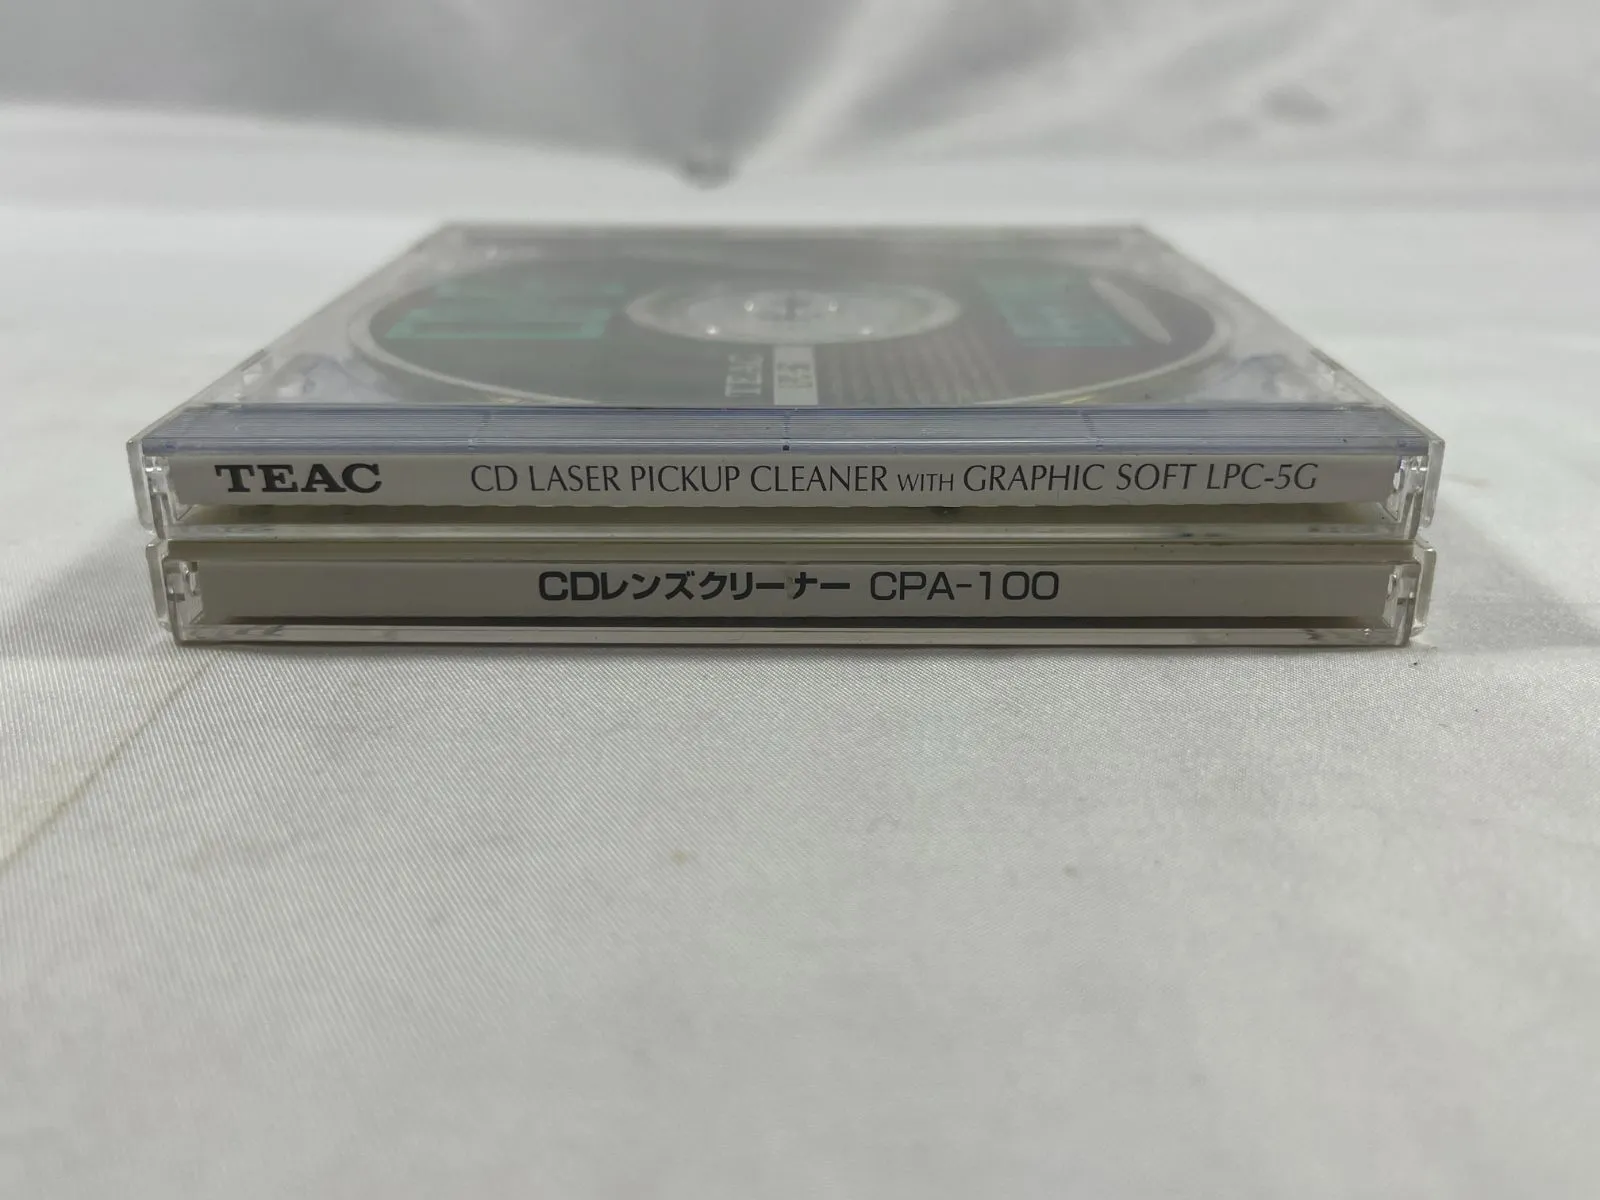 TEAC
TEAC CD LASER PICKUP CLEANER WITH GRAPHIC SOFT LPC-5G
CDレンズクリーナー CPA-100